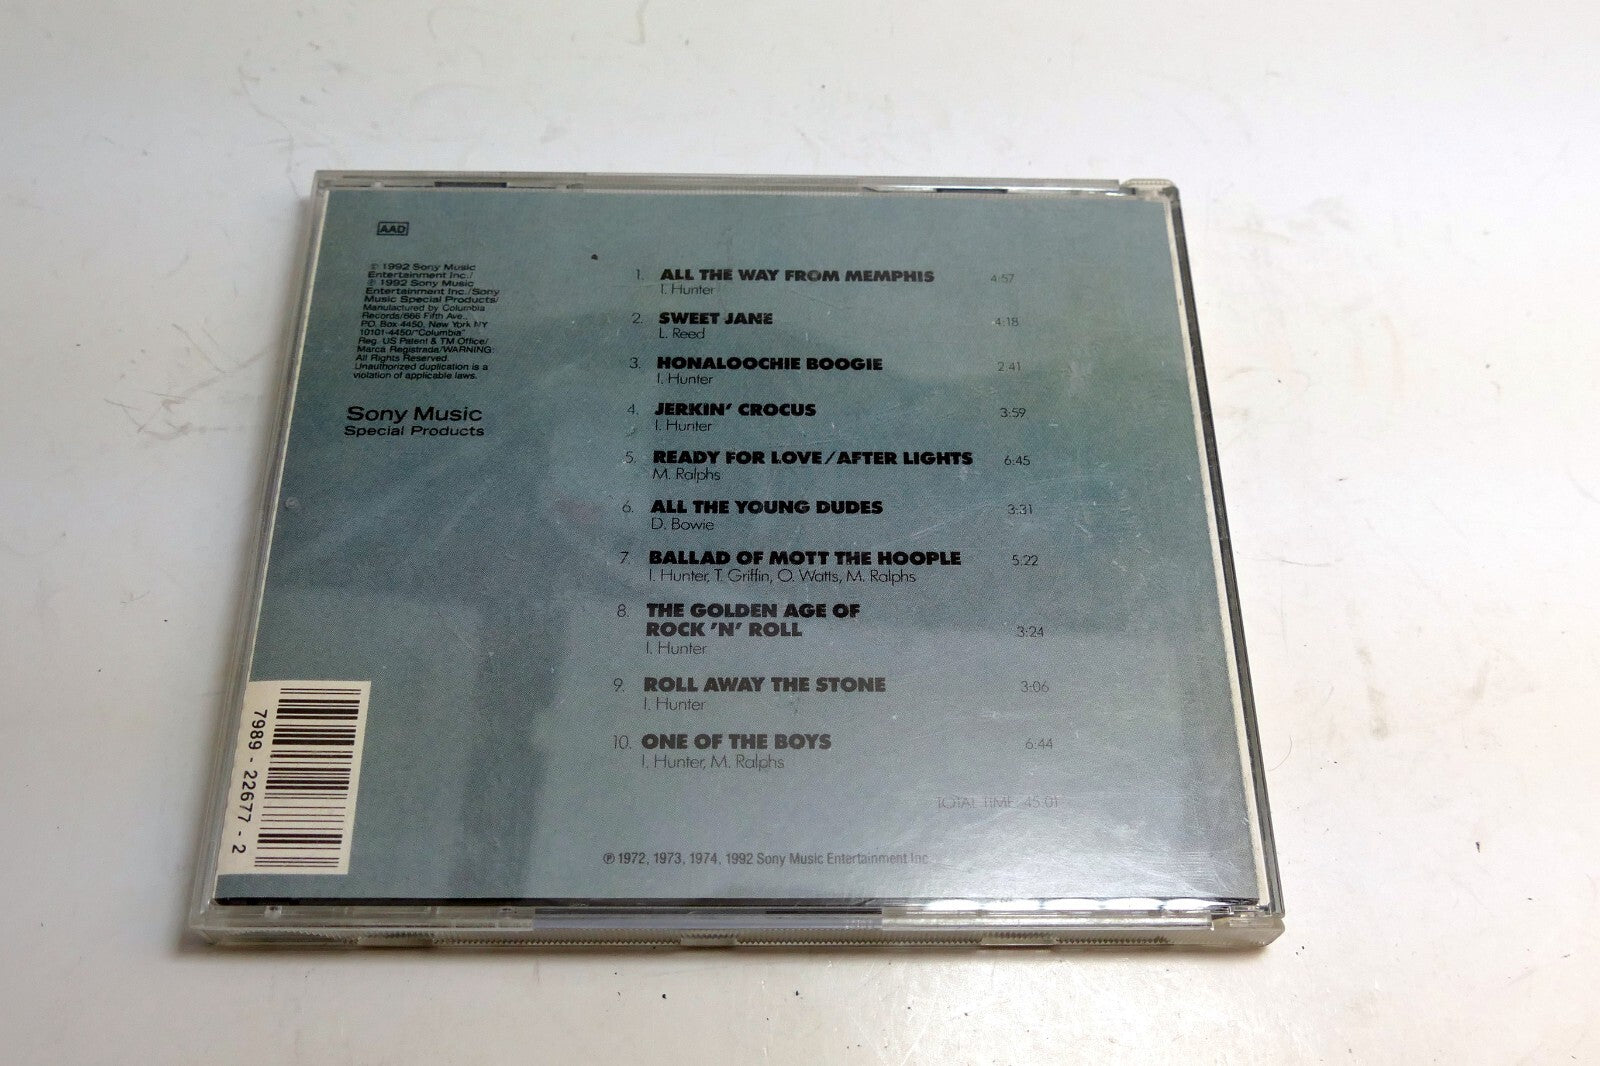 AAD
© 1992 Sony Music
Entertainment Inc./
℗ 1992 Sony Music
Entertainment Inc./Sony
Music Special Products/
Manufactured by Columbia
Records/666 Fifth Ave.,
P.O. Box 4450, New York NY
10101-4450/"Columbia"
Reg. US Patent & TM Office/
Marca Registrada/WARNING:
All Rights Reserved.
Unauthorized duplication is a
violation of applicable laws.
Sony Music
Special Products
1. ALL THE WAY FROM MEMPHIS 4:57
I. Hunter
2. SWEET JANE 4:18
L. Reed
3. HONALOOCHIE BOOGIE 2:41
I. Hunter
4. JERKIN' CROCUS 3:59
I. Hunter
5. READY FOR LOVE/AFTER LIGHTS 6:45
M. Ralphs
6. ALL THE YOUNG DUDES 3:31
D. Bowie
7. BALLAD OF MOTT THE HOOPLE 5:22
I. Hunter, T. Griffin, O. Watts, M. Ralphs
8. THE GOLDEN AGE OF
ROCK 'N' ROLL 3:24
I. Hunter
9. ROLL AWAY THE STONE 3:06
I. Hunter
10. ONE OF THE BOYS 6:44
I. Hunter, M. Ralphs
TOTAL TIME: 45:01
℗ 1972, 1973, 1974, 1992 Sony Music Entertainment Inc.
7989-22677-2